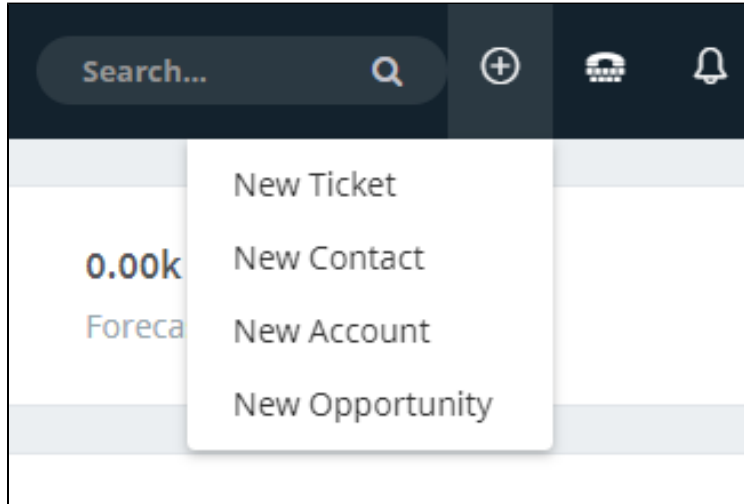 Search...
New Ticket
New Contact
New Account
New Opportunity
0.00k
Foreca